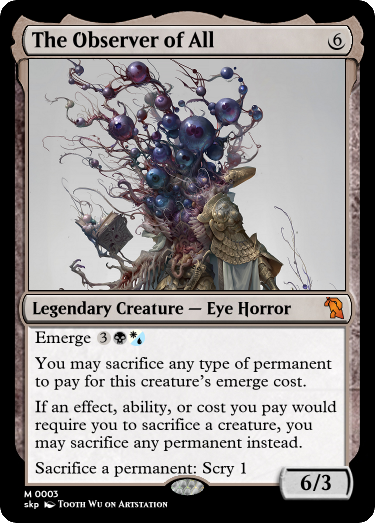 The Observer of All 6
Legendary Creature — Eye Horror
Emerge 3
You may sacrifice any type of permanent
to pay for this creature's emerge cost.
If an effect, ability, or cost you pay would
require you to sacrifice a creature, you
may sacrifice any permanent instead.
Sacrifice a permanent: Scry 1
6/3
M 0003
skp Tooth Wu on Artstation